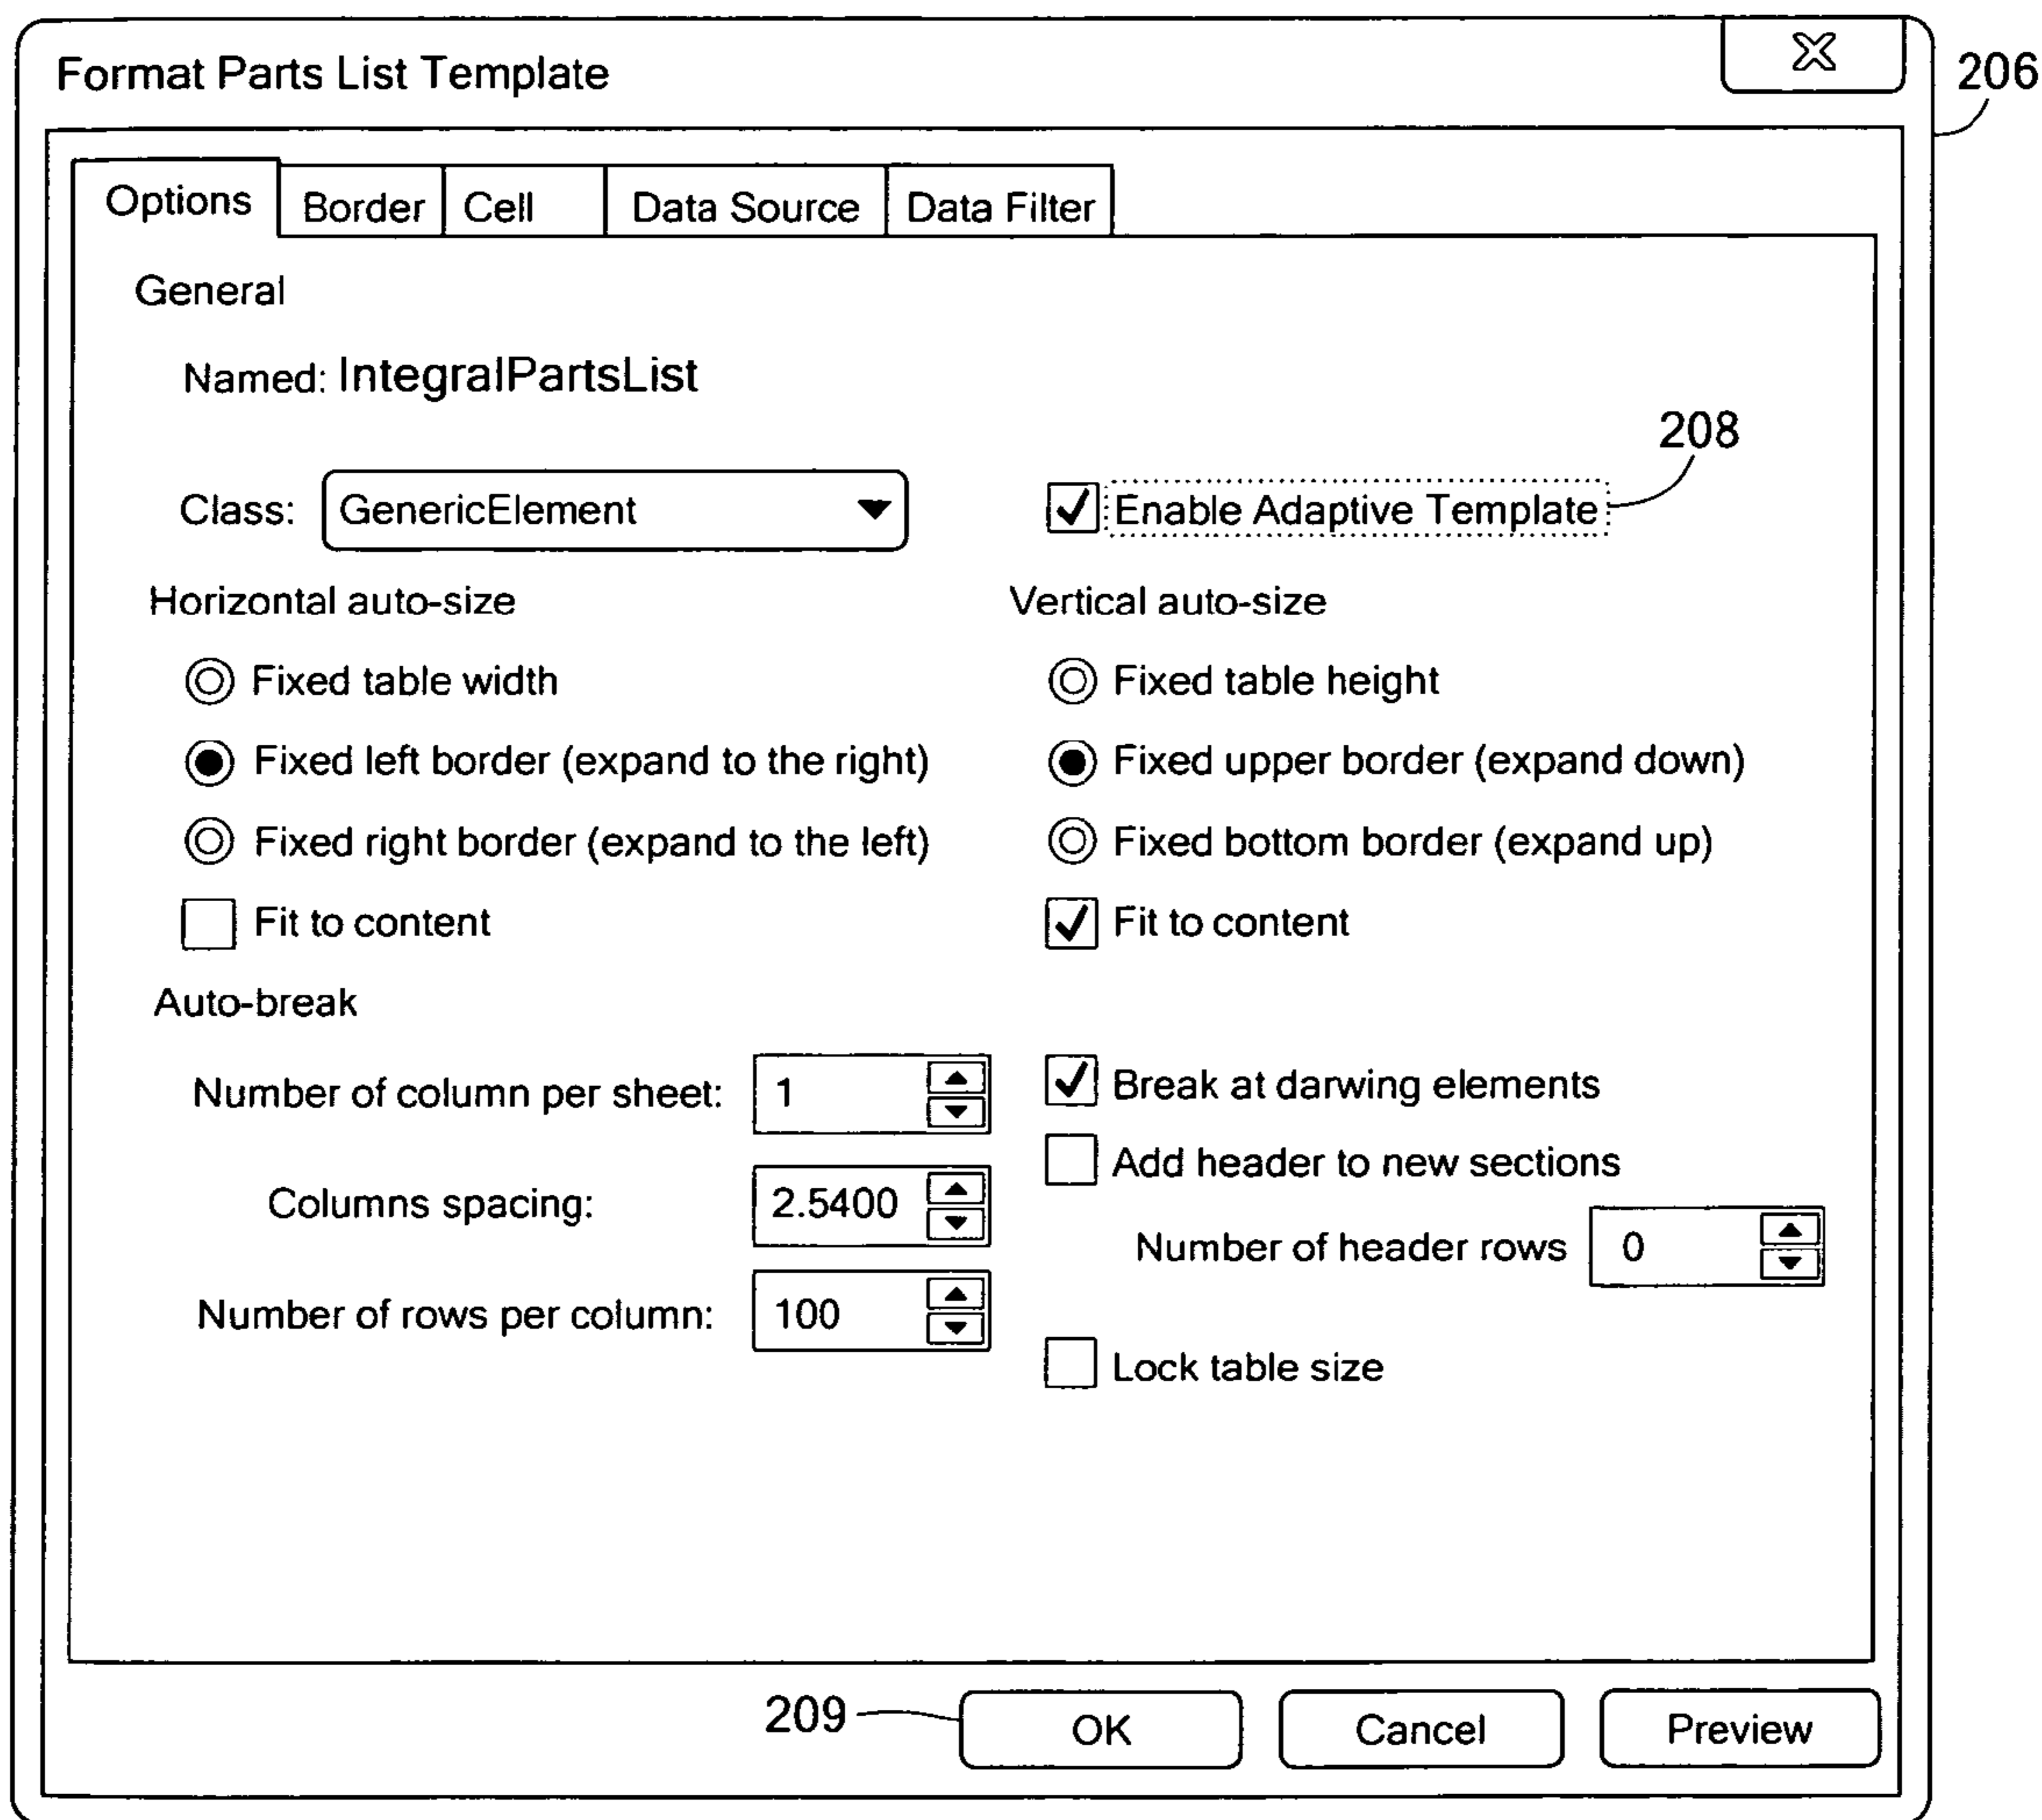 Format Parts List Template
206
Options Border Cell Data Source Data Filter
General
Named: IntegralPartsList
208
Class: GenericElement Enable Adaptive Template
Horizontal auto-size Vertical auto-size
Fixed table width Fixed table height
Fixed left border (expand to the right) Fixed upper border (expand down)
Fixed right border (expand to the left) Fixed bottom border (expand up)
Fit to content Fit to content
Auto-break
Number of column per sheet: 1 Break at darwing elements
Add header to new sections
Columns spacing: 2.5400
Number of header rows 0
Number of rows per column: 100
Lock table size
209 OK Cancel Preview